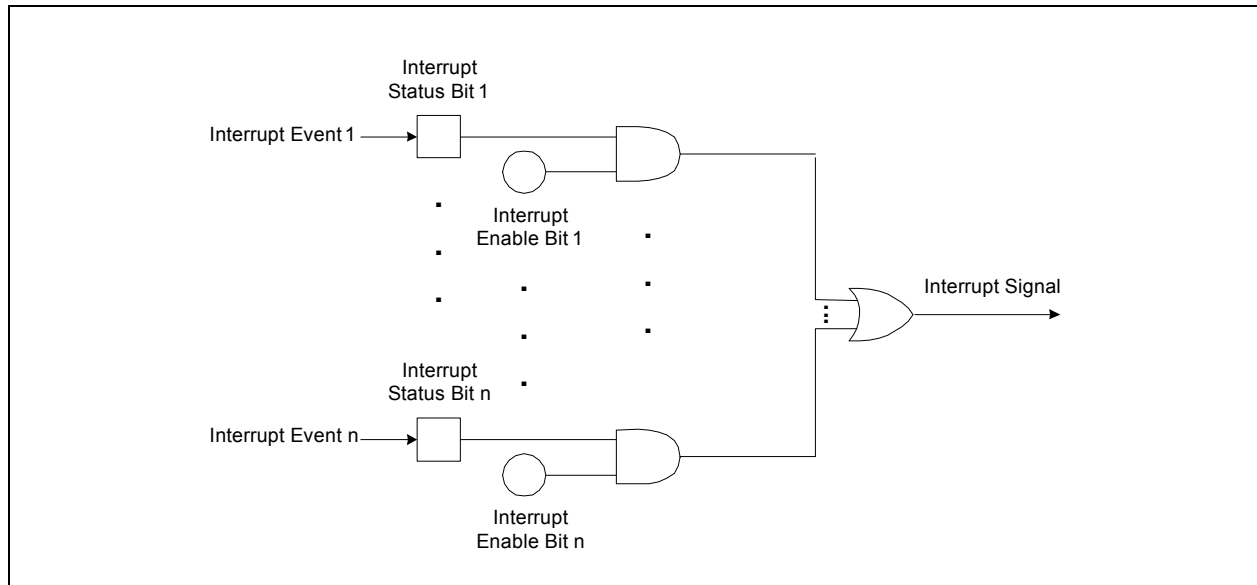 Interrupt
Status Bit 1
Interrupt Event 1
Interrupt
Enable Bit 1
Interrupt Signal
Interrupt
Status Bit n
Interrupt Event n
Interrupt
Enable Bit n